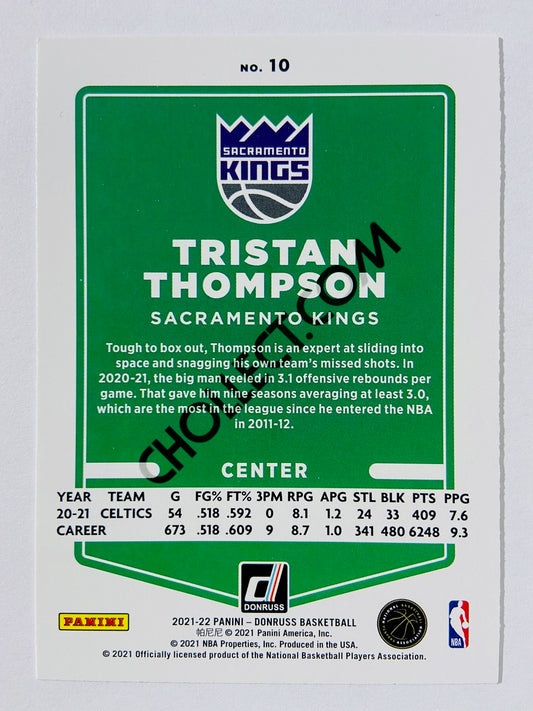 NO. 10
SACRAMENTO
KINGS
TRISTAN
THOMPSON
SACRAMENTO KINGS
Tough to box out, Thompson is an expert at sliding into
space and snagging his own team's missed shots. In
2020-21, the big man reeled in 3.1 offensive rebounds per
game. That gave him nine seasons averaging at least 3.0,
which are the most in the league since he entered the NBA
in 2011-12.
CHOLLECT.COM
CENTER
YEAR TEAM G FG% FT% 3PM RPG APG STL BLK PTS PPG
20-21 CELTICS 54 .518 .592 0 8.1 1.2 24 33 409 7.6
CAREER 673 .518 .609 9 8.7 1.0 341 480 6248 9.3
DONRUSS
PANINI
2021-22 PANINI – DONRUSS BASKETBALL
帕尼尼 © 2021 Panini America, Inc.
© 2021 NBA Properties, Inc. Produced in the USA.
© 2021 Officially licensed product of the National Basketball Players Association.
NATIONAL BASKETBALL PLAYERS ASSOCIATION
NBA